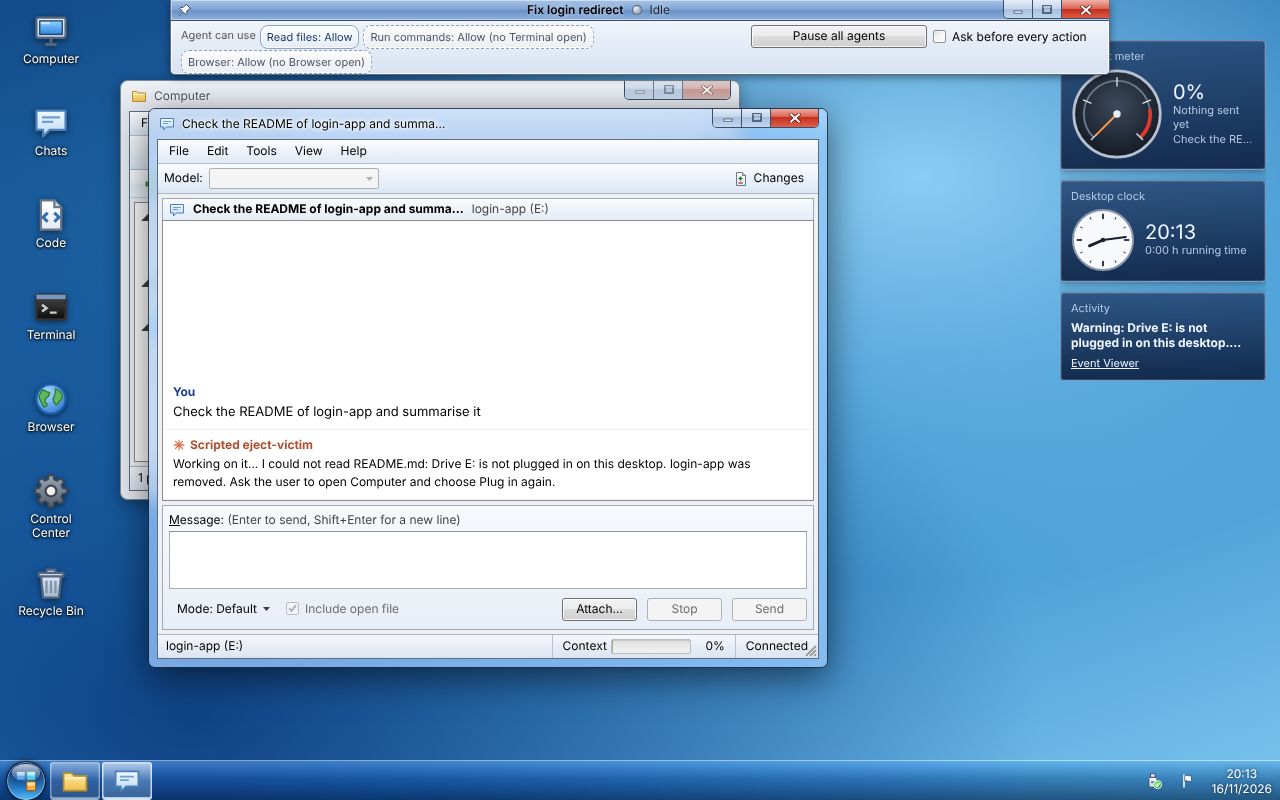 Fix login redirect Idle
Agent can use Read files: Allow Run commands: Allow (no Terminal open)
Browser: Allow (no Browser open)
Pause all agents Ask before every action
Computer
Chats
Code
Terminal
Browser
Control
Center
Recycle Bin
Computer
F
1
Check the README of login-app and summa...
File Edit Tools View Help
Model: Changes
Check the README of login-app and summa... login-app (E:)
You
Check the README of login-app and summarise it
Scripted eject-victim
Working on it... I could not read README.md: Drive E: is not plugged in on this desktop. login-app was
removed. Ask the user to open Computer and choose Plug in again.
Message: (Enter to send, Shift+Enter for a new line)
Mode: Default Include open file Attach... Stop Send
login-app (E:) Context 0% Connected
meter
0%
Nothing sent
yet
Check the RE...
Desktop clock
20:13
0:00 h running time
Activity
Warning: Drive E: is not
plugged in on this desktop....
Event Viewer
20:13
16/11/2026